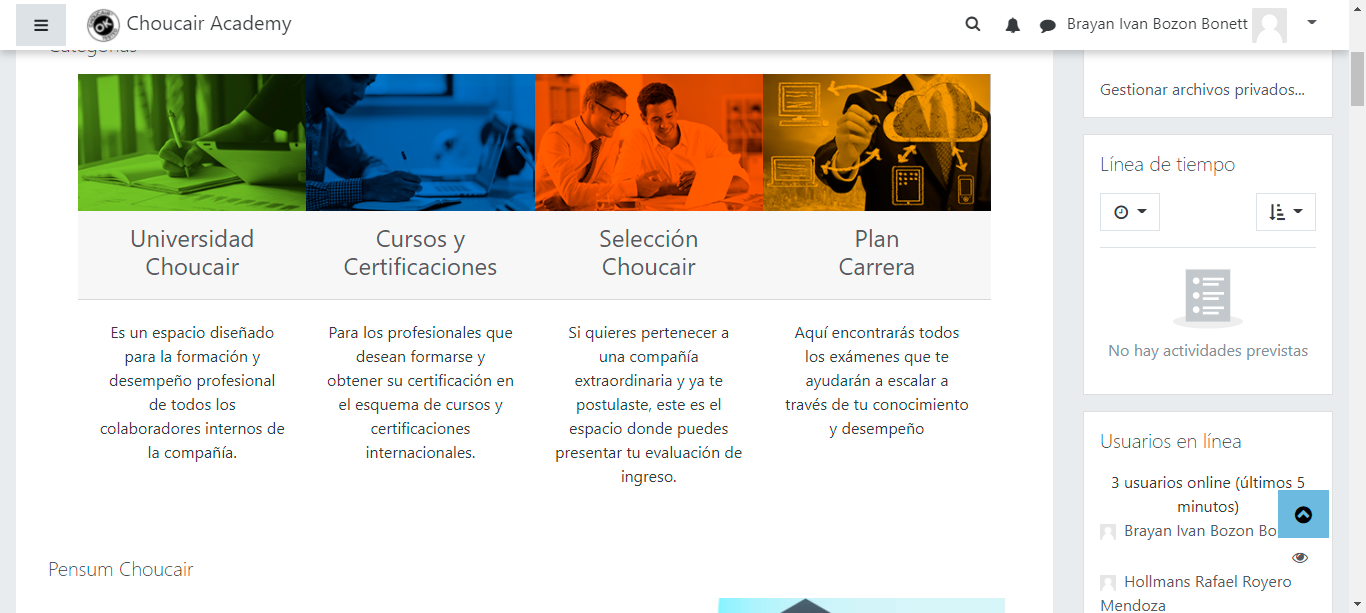 Choucair Academy
Brayan Ivan Bozon Bonett
Categorías
Universidad
Choucair
Es un espacio diseñado
para la formación y
desempeño profesional
de todos los
colaboradores internos de
la compañía.
Cursos y
Certificaciones
Para los profesionales que
desean formarse y
obtener su certificación en
el esquema de cursos y
certificaciones
internacionales.
Selección
Choucair
Si quieres pertenecer a
una compañía
extraordinaria y ya te
postulaste, este es el
espacio donde puedes
presentar tu evaluación de
ingreso.
Plan
Carrera
Aquí encontrarás todos
los exámenes que te
ayudarán a escalar a
través de tu conocimiento
y desempeño
Pensum Choucair
Gestionar archivos privados...
Línea de tiempo
No hay actividades previstas
Usuarios en línea
3 usuarios online (últimos 5
minutos)
Brayan Ivan Bozon Bo
Hollmans Rafael Royero
Mendoza